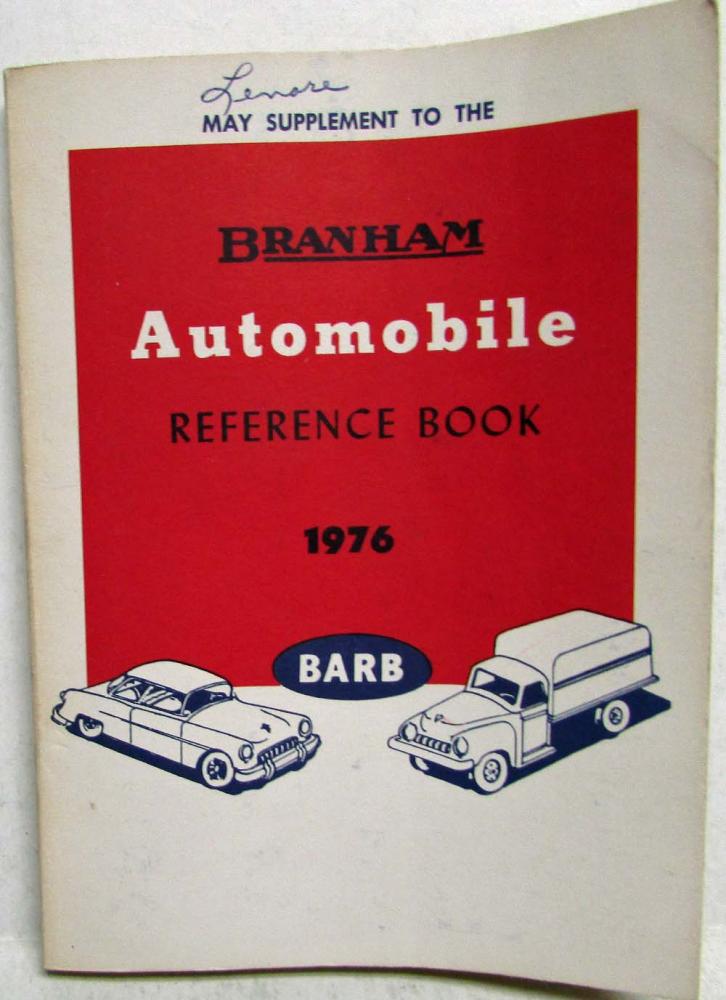 Lenore
MAY SUPPLEMENT TO THE
BRANHAM
Automobile
REFERENCE BOOK
1976
BARB